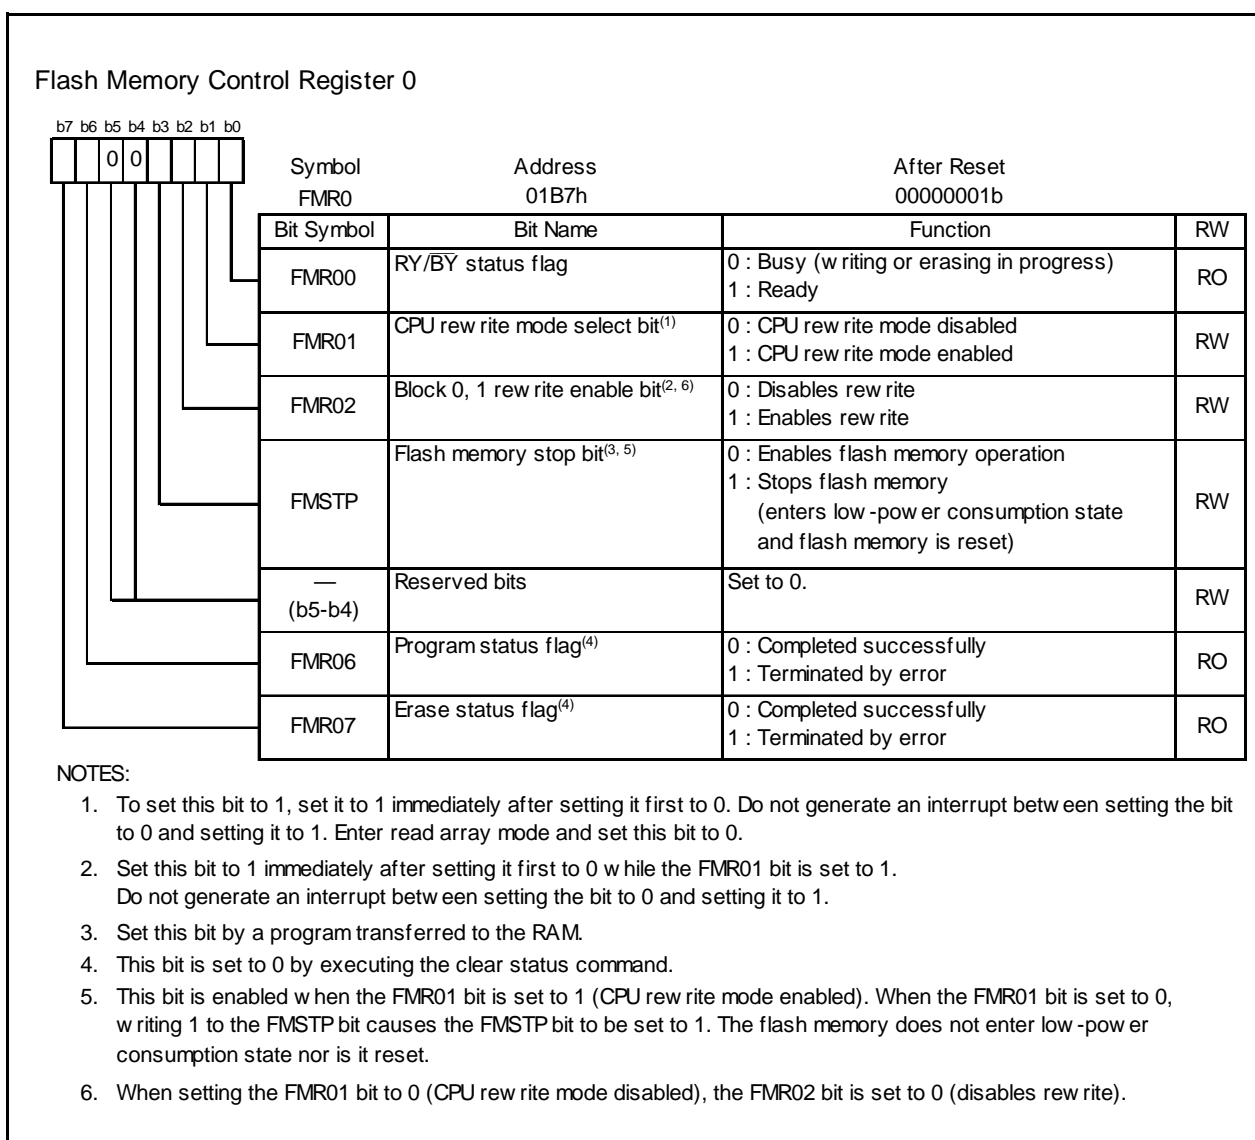 Flash Memory Control Register 0
b7 b6 b5 b4 b3 b2 b1 b0
0 0
Symbol Address After Reset
FMR0 01B7h 00000001b
Bit Symbol Bit Name Function RW
FMR00 RY/BY status flag 0 : Busy (writing or erasing in progress) RO
1 : Ready
FMR01 CPU rewrite mode select bit(1) 0 : CPU rewrite mode disabled RW
1 : CPU rewrite mode enabled
FMR02 Block 0, 1 rewrite enable bit(2, 6) 0 : Disables rewrite RW
1 : Enables rewrite
FMSTP Flash memory stop bit(3, 5) 0 : Enables flash memory operation RW
1 : Stops flash memory
(enters low-power consumption state
and flash memory is reset)
— Reserved bits Set to 0. RW
(b5-b4)
FMR06 Program status flag(4) 0 : Completed successfully RO
1 : Terminated by error
FMR07 Erase status flag(4) 0 : Completed successfully RO
1 : Terminated by error
NOTES:
1. To set this bit to 1, set it to 1 immediately after setting it first to 0. Do not generate an interrupt between setting the bit
to 0 and setting it to 1. Enter read array mode and set this bit to 0.
2. Set this bit to 1 immediately after setting it first to 0 while the FMR01 bit is set to 1.
Do not generate an interrupt between setting the bit to 0 and setting it to 1.
3. Set this bit by a program transferred to the RAM.
4. This bit is set to 0 by executing the clear status command.
5. This bit is enabled when the FMR01 bit is set to 1 (CPU rewrite mode enabled). When the FMR01 bit is set to 0,
writing 1 to the FMSTP bit causes the FMSTP bit to be set to 1. The flash memory does not enter low-power
consumption state nor is it reset.
6. When setting the FMR01 bit to 0 (CPU rewrite mode disabled), the FMR02 bit is set to 0 (disables rewrite).